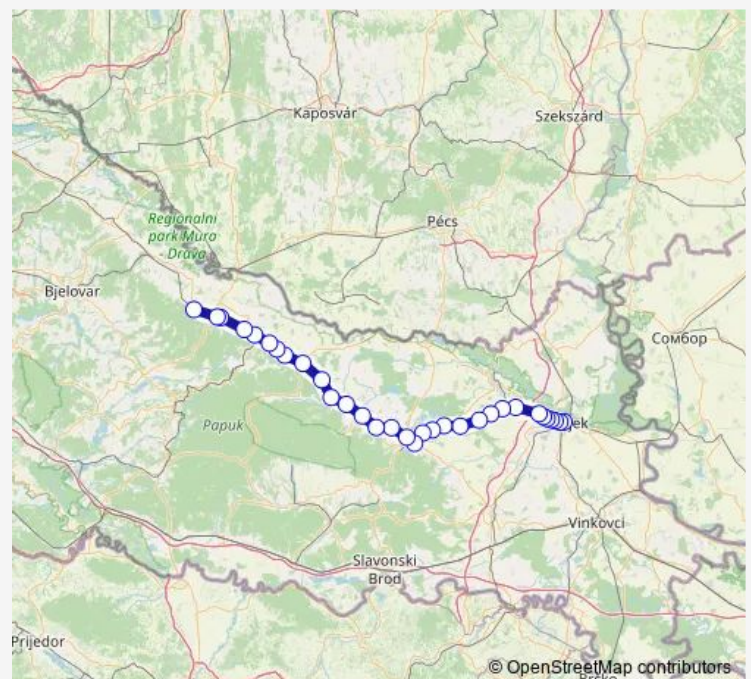 Kaposvár
Szekszárd
Regionalni
park Mura
- Drava
Pécs
Bjelovar
Сомбор
Papuk
ek
Vinkovci
Slavonski
Brod
Prijedor
© OpenStreetMap contributors